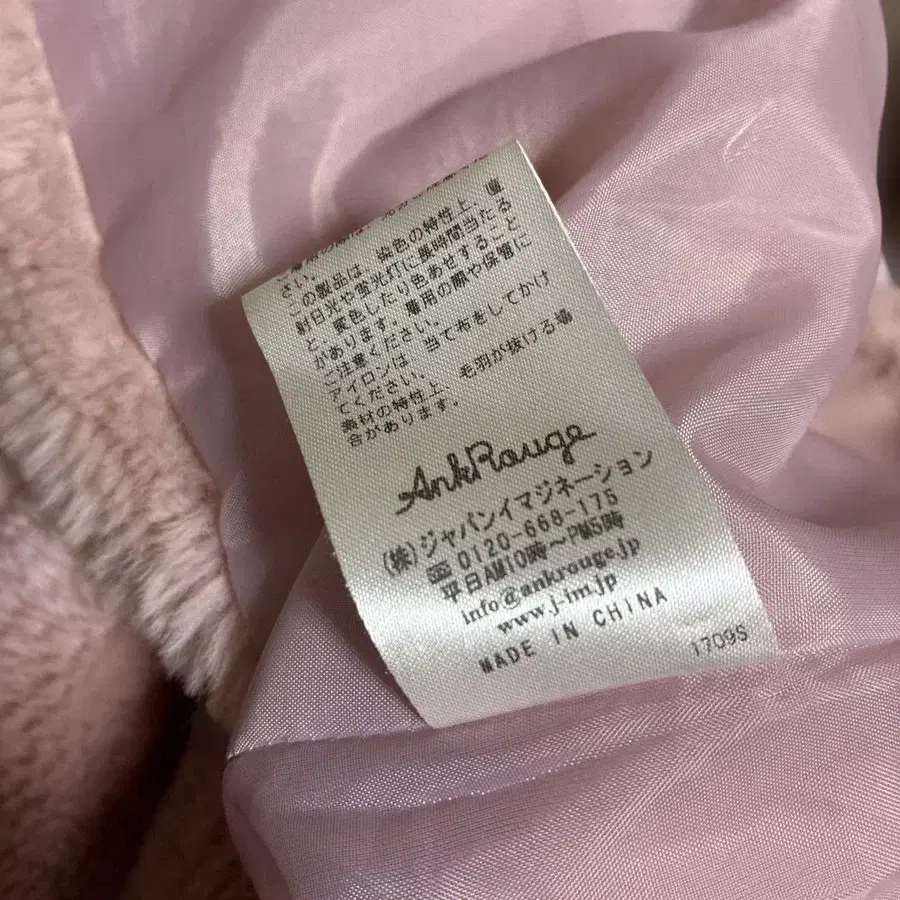 さい。
この製品は、染色の特性上、直
射日光や蛍光灯に長時間当たる
と、変色したり色あせすること
があります。着用の際や保管に
ご注意ください。
アイロンは、当て布をしてかけ
てください。
素材の特性上、毛羽が抜ける場
合があります。
AnkRouge
(株)ジャパンイマジネーション
0120-668-175
平日AM10時～PM5時
info@ankrouge.jp
www.j-im.jp
MADE IN CHINA
1709S